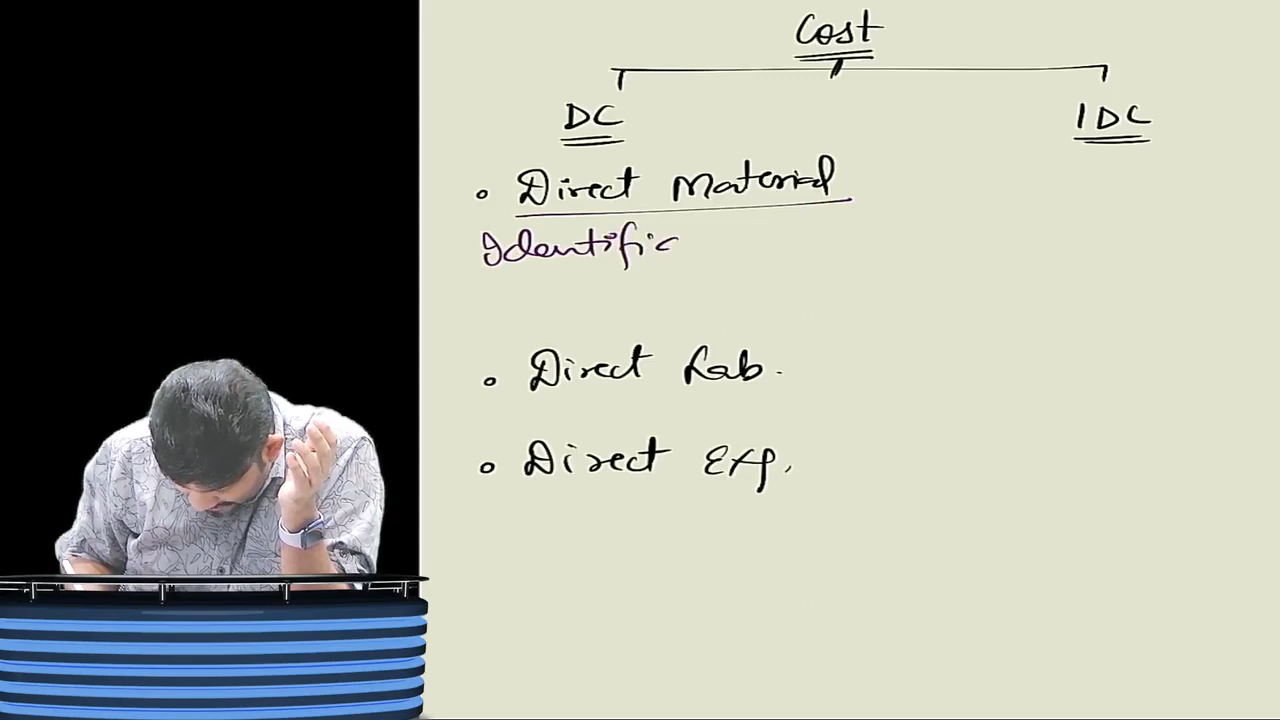 Cost
DC
IDC
• Direct Material
Identific
• Direct Lab.
• Direct Exp.